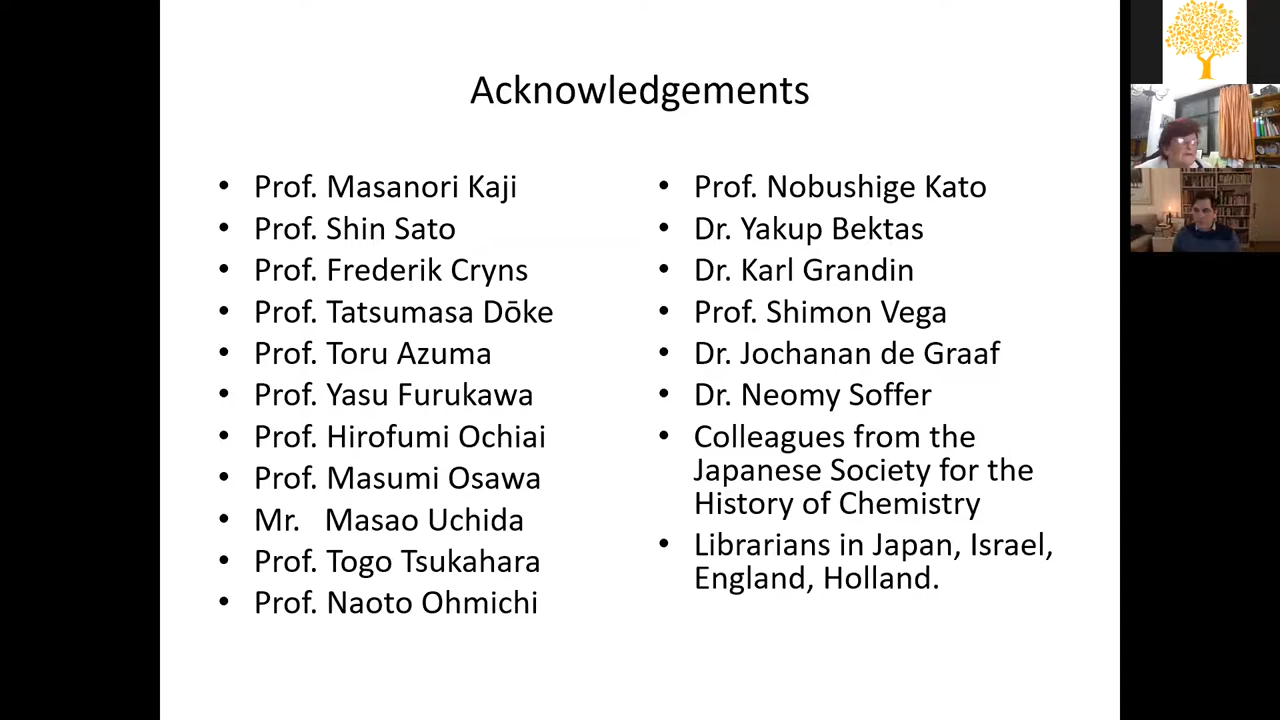 Acknowledgements
• Prof. Masanori Kaji
• Prof. Shin Sato
• Prof. Frederik Cryns
• Prof. Tatsumasa Dōke
• Prof. Toru Azuma
• Prof. Yasu Furukawa
• Prof. Hirofumi Ochiai
• Prof. Masumi Osawa
• Mr. Masao Uchida
• Prof. Togo Tsukahara
• Prof. Naoto Ohmichi
• Prof. Nobushige Kato
• Dr. Yakup Bektas
• Dr. Karl Grandin
• Prof. Shimon Vega
• Dr. Jochanan de Graaf
• Dr. Neomy Soffer
• Colleagues from the
Japanese Society for the
History of Chemistry
• Librarians in Japan, Israel,
England, Holland.